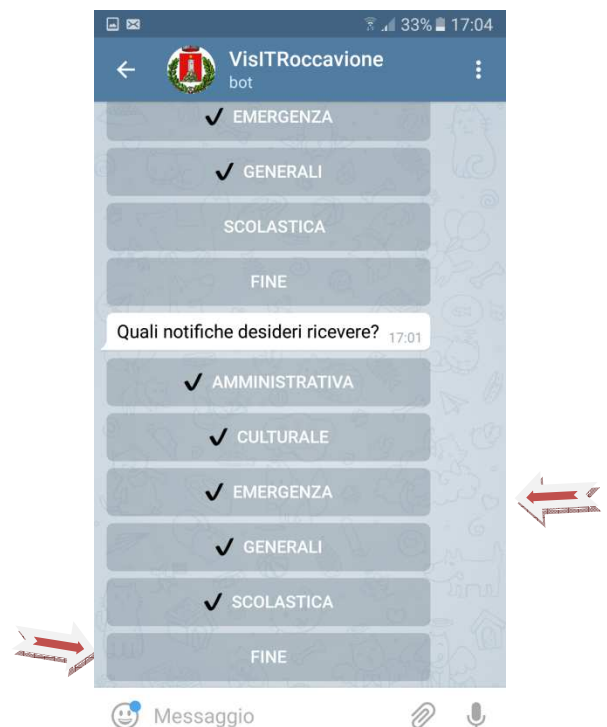 33% 17:04
VisITRoccavione
bot
✔ EMERGENZA
✔ GENERALI
SCOLASTICA
FINE
Quali notifiche desideri ricevere? 17:01
✔ AMMINISTRATIVA
✔ CULTURALE
✔ EMERGENZA
✔ GENERALI
✔ SCOLASTICA
FINE
Messaggio